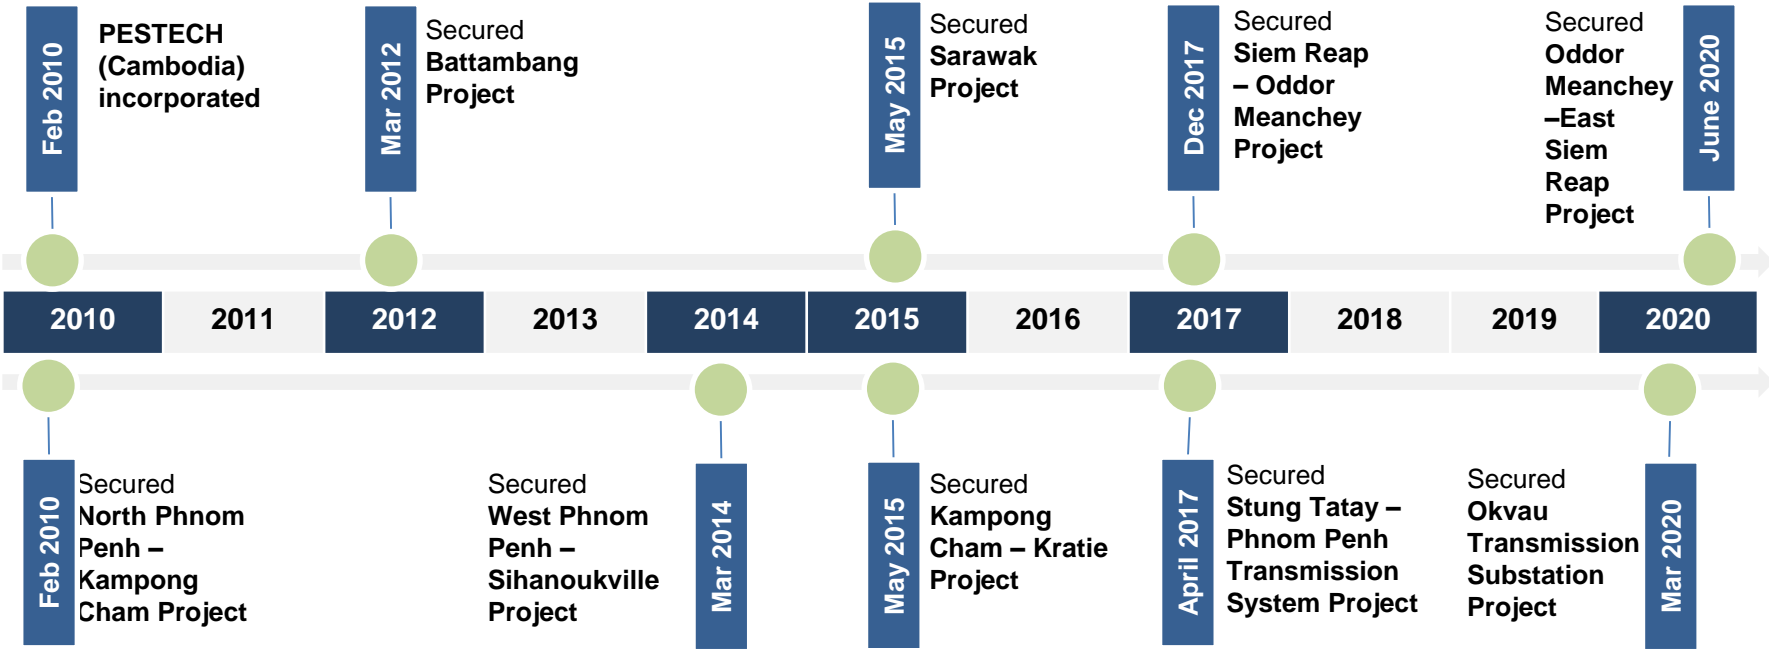 Feb 2010
PESTECH
(Cambodia)
incorporated
Mar 2012
Secured
Battambang
Project
May 2015
Secured
Sarawak
Project
Dec 2017
Secured
Siem Reap
– Oddor
Meanchey
Project
Secured
Oddor
Meanchey
–East
Siem
Reap
Project
June 2020
2010
2011
2012
2013
2014
2015
2016
2017
2018
2019
2020
Feb 2010
Secured
North Phnom
Penh –
Kampong
Cham Project
Secured
West Phnom
Penh –
Sihanoukville
Project
Mar 2014
May 2015
Secured
Kampong
Cham – Kratie
Project
April 2017
Secured
Stung Tatay –
Phnom Penh
Transmission
System Project
Secured
Okvau
Transmission
Substation
Project
Mar 2020